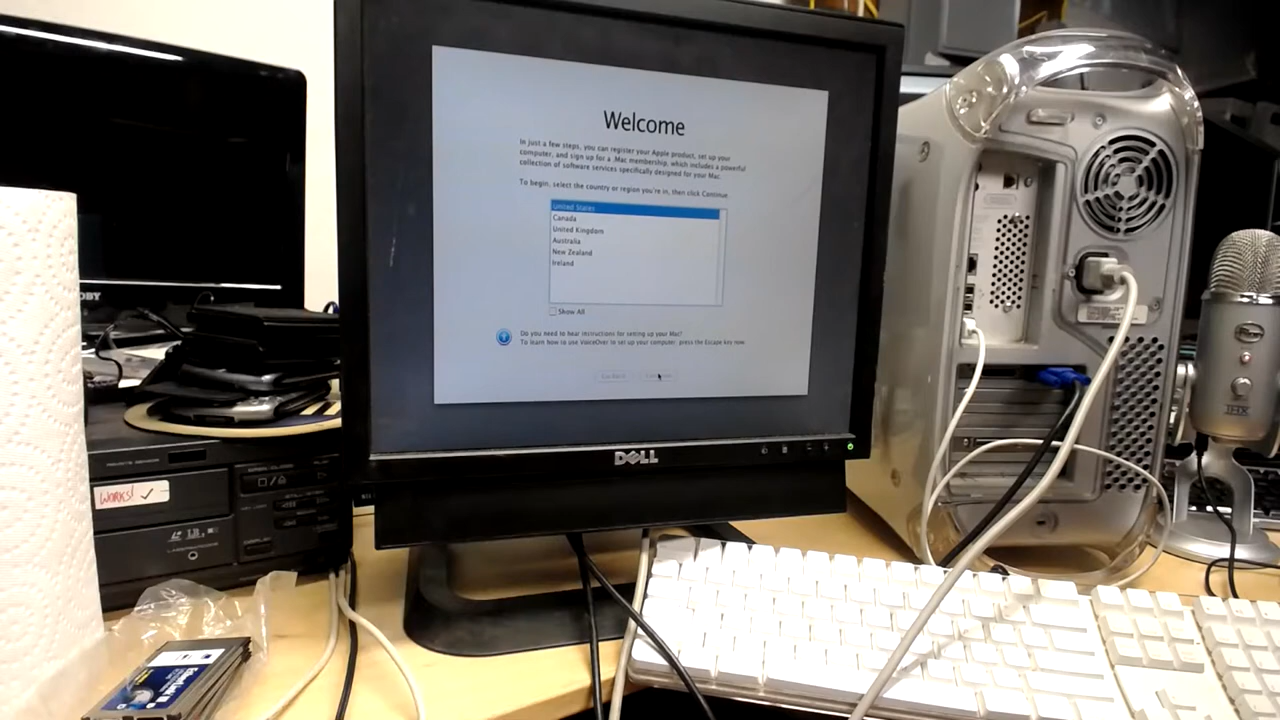 Welcome
In just a few steps, you can register your Apple product, set up your
computer, and sign up for a .Mac membership, which includes a powerful
collection of software services specifically designed for your Mac.
To begin, select the country or region you're in, then click Continue.
United States
Canada
United Kingdom
Australia
New Zealand
Ireland
Show All
Do you need to hear instructions for setting up your Mac?
To learn how to use VoiceOver to set up your computer, press the Escape key now.
Go Back
DELL
WORKS! ✓
THX